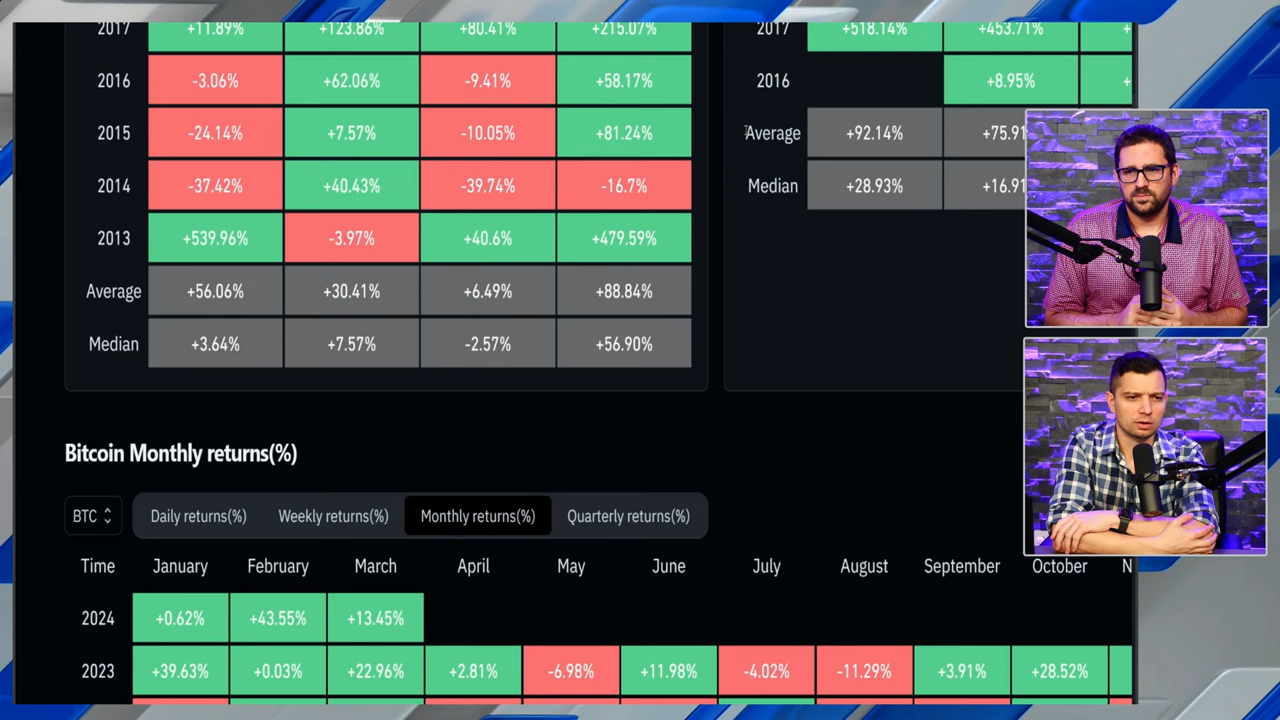 2017 +11.89% +123.86% +80.41% +215.07%
2016 -3.06% +62.06% -9.41% +58.17%
2015 -24.14% +7.57% -10.05% +81.24%
2014 -37.42% +40.43% -39.74% -16.7%
2013 +539.96% -3.97% +40.6% +479.59%
Average +56.06% +30.41% +6.49% +88.84%
Median +3.64% +7.57% -2.57% +56.90%
2017 +518.14% +453.71% +
2016 +8.95% +
Average +92.14% +75.91
Median +28.93% +16.91
Bitcoin Monthly returns(%)
BTC Daily returns(%) Weekly returns(%) Monthly returns(%) Quarterly returns(%)
Time January February March April May June July August September October N
2024 +0.62% +43.55% +13.45%
2023 +39.63% +0.03% +22.96% +2.81% -6.98% +11.98% -4.02% -11.29% +3.91% +28.52%